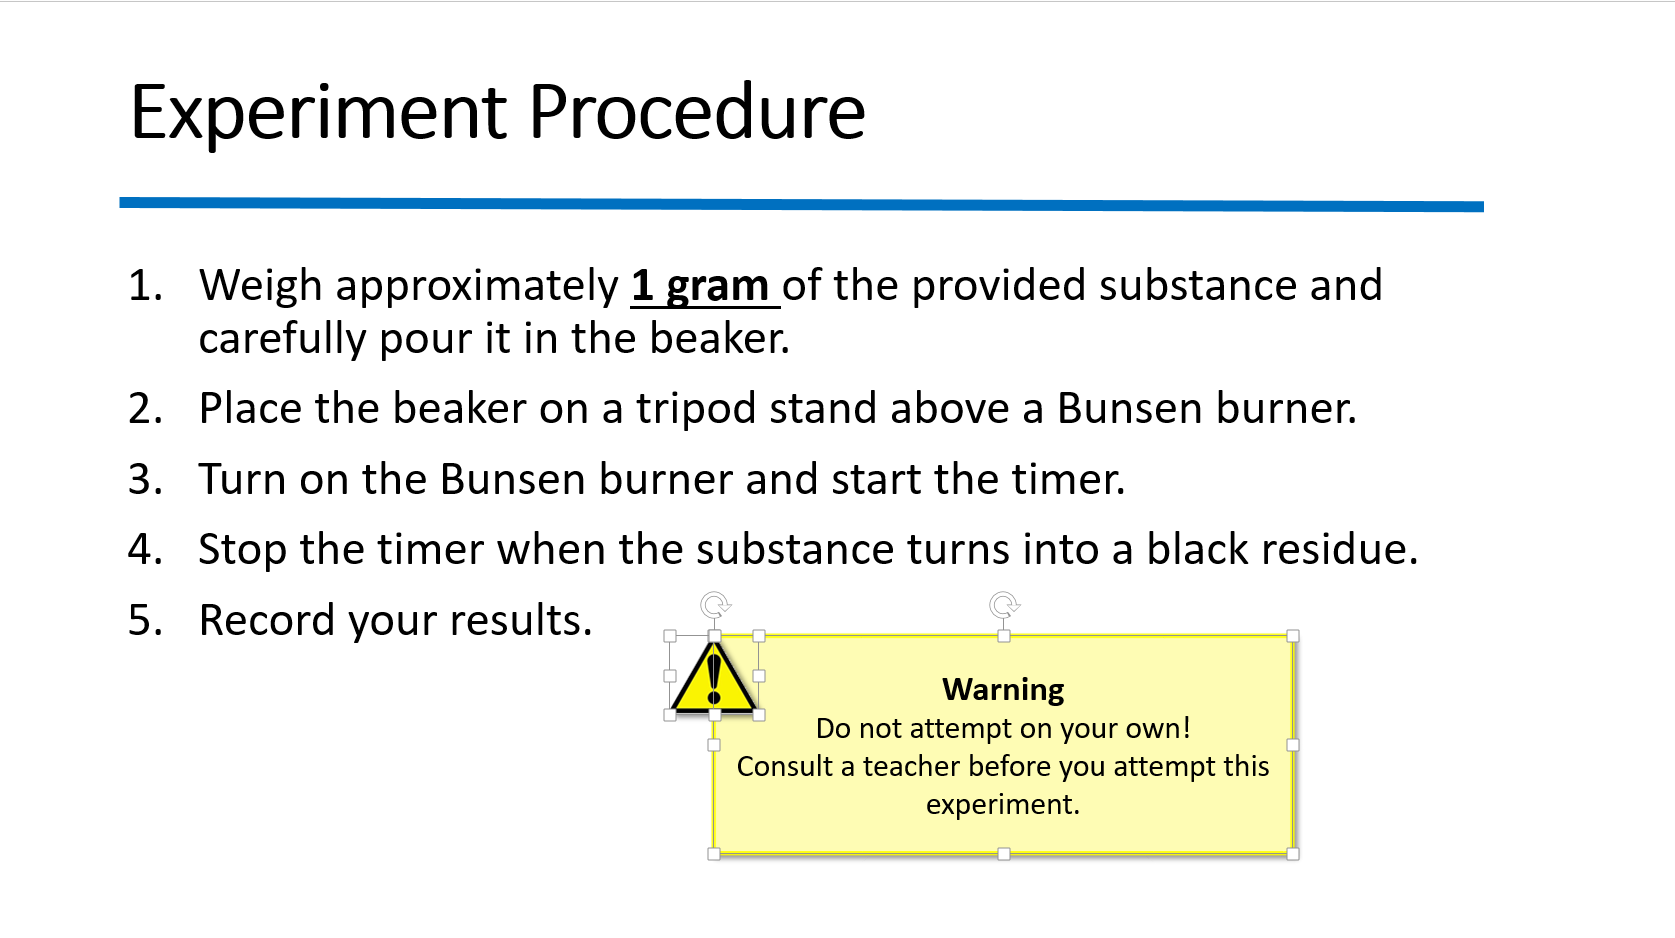 Experiment Procedure
1. Weigh approximately 1 gram of the provided substance and
carefully pour it in the beaker.
2. Place the beaker on a tripod stand above a Bunsen burner.
3. Turn on the Bunsen burner and start the timer.
4. Stop the timer when the substance turns into a black residue.
5. Record your results.
Warning
Do not attempt on your own!
Consult a teacher before you attempt this
experiment.